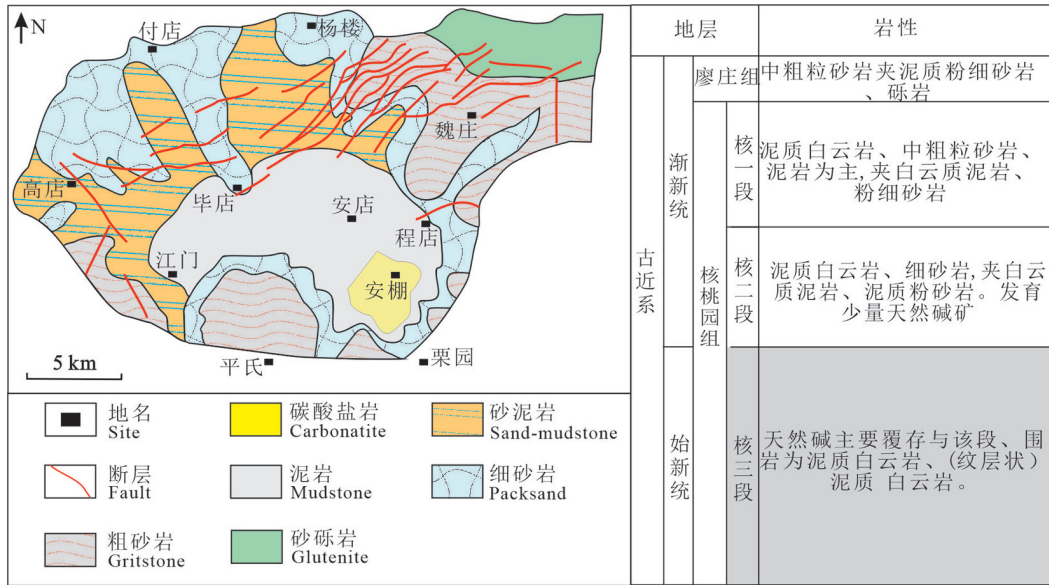 N
付店
杨楼
魏庄
高店
毕店
安店
程店
江门
安棚
5 km
平氏
栗园
地名
Site
碳酸盐岩
Carbonatite
砂泥岩
Sand-mudstone
断层
Fault
泥岩
Mudstone
细砂岩
Packsand
粗砂岩
Gritstone
砂砾岩
Glutenite
地层
岩性
古近系
渐新统
始新统
廖庄组
核桃园组
中粗粒砂岩夹泥质粉细砂岩
、砾岩
核一段
泥质白云岩、中粗粒砂岩、
泥岩为主,夹白云质泥岩、
粉细砂岩
核二段
泥质白云岩、细砂岩,夹白云
质泥岩、泥质粉砂岩。发育
少量天然碱矿
核三段
天然碱主要覆存与该段、围
岩为泥质白云岩、(纹层状)
泥质 白云岩。